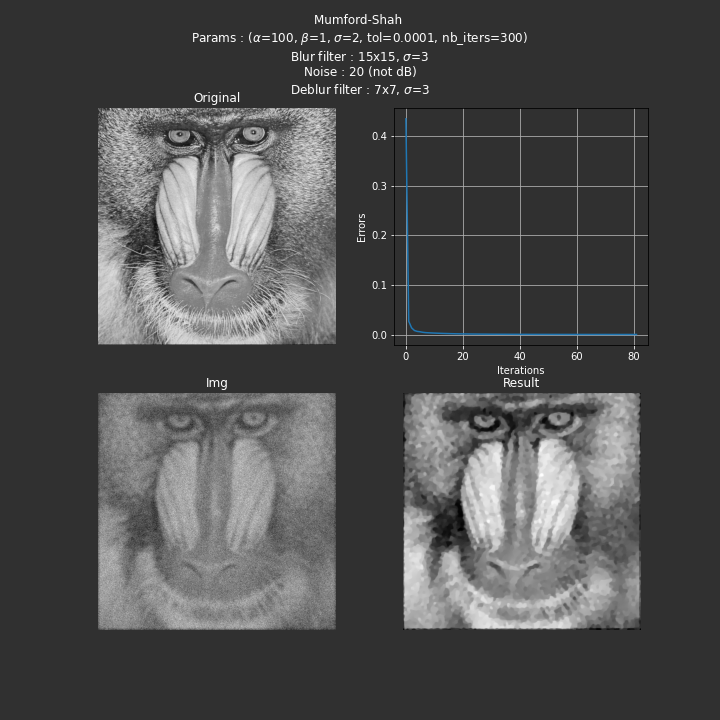 Mumford-Shah
Params : (α=100, β=1, σ=2, tol=0.0001, nb_iters=300)
Blur filter : 15x15, σ=3
Noise : 20 (not dB)
Deblur filter : 7x7, σ=3
Original
0.4
0.3
0.2
0.1
0.0
Errors
0
20
40
60
80
Iterations
Img
Result